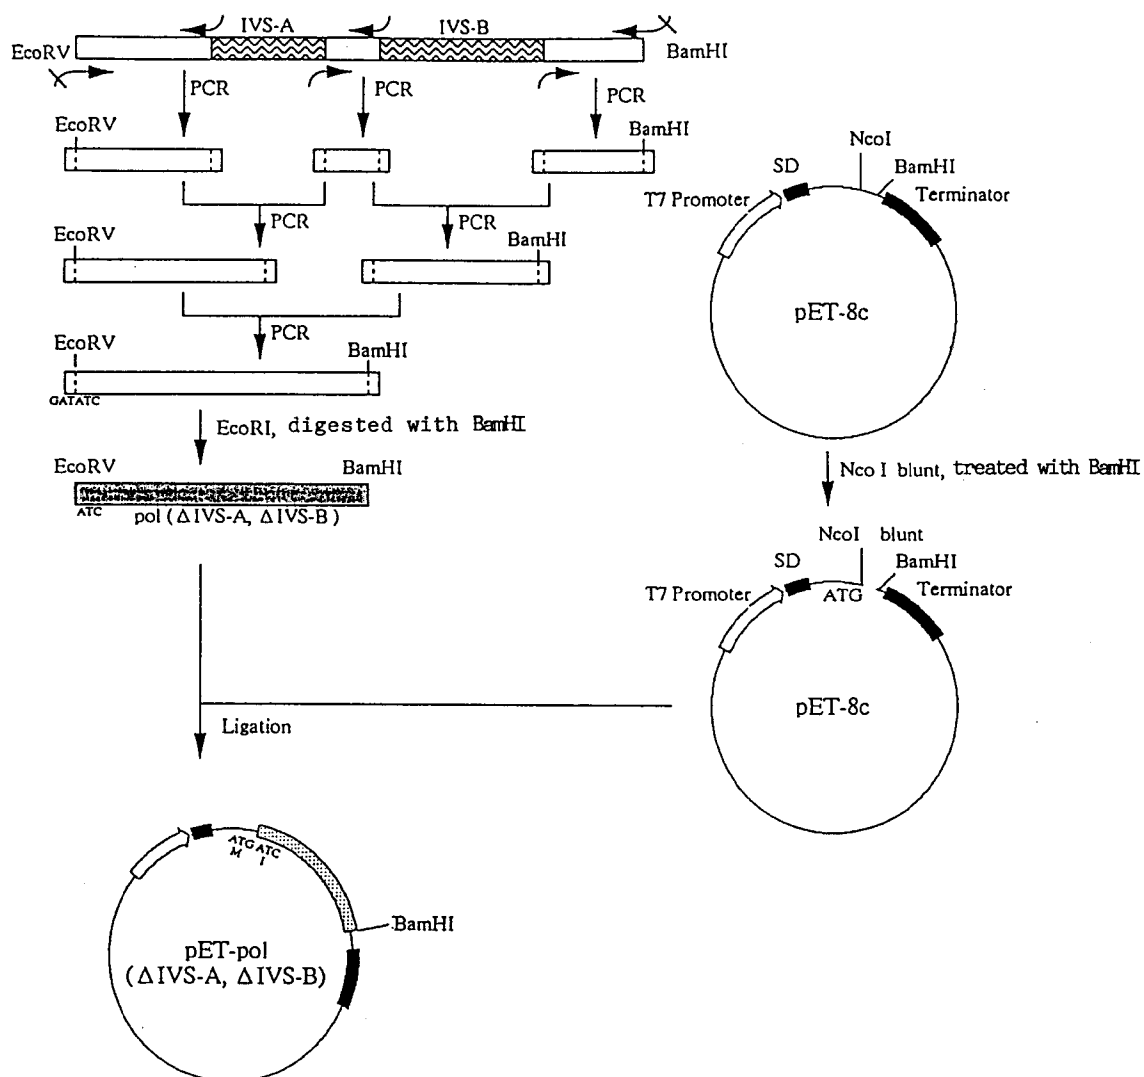 IVS-A
IVS-B
EcoRV
BamHI
PCR
PCR
PCR
EcoRV
BamHI
PCR
PCR
EcoRV
BamHI
PCR
EcoRV
BamHI
GATATC
EcoRI, digested with BamHI
EcoRV
BamHI
ATC
pol (ΔIVS-A, ΔIVS-B)
Ligation
NcoI
SD
BamHI
T7 Promoter
Terminator
pET-8c
Nco I blunt, treated with BamHI
NcoI blunt
SD
BamHI
T7 Promoter
ATG
Terminator
pET-8c
ATG
ATC
M
I
BamHI
pET-pol
(ΔIVS-A, ΔIVS-B)